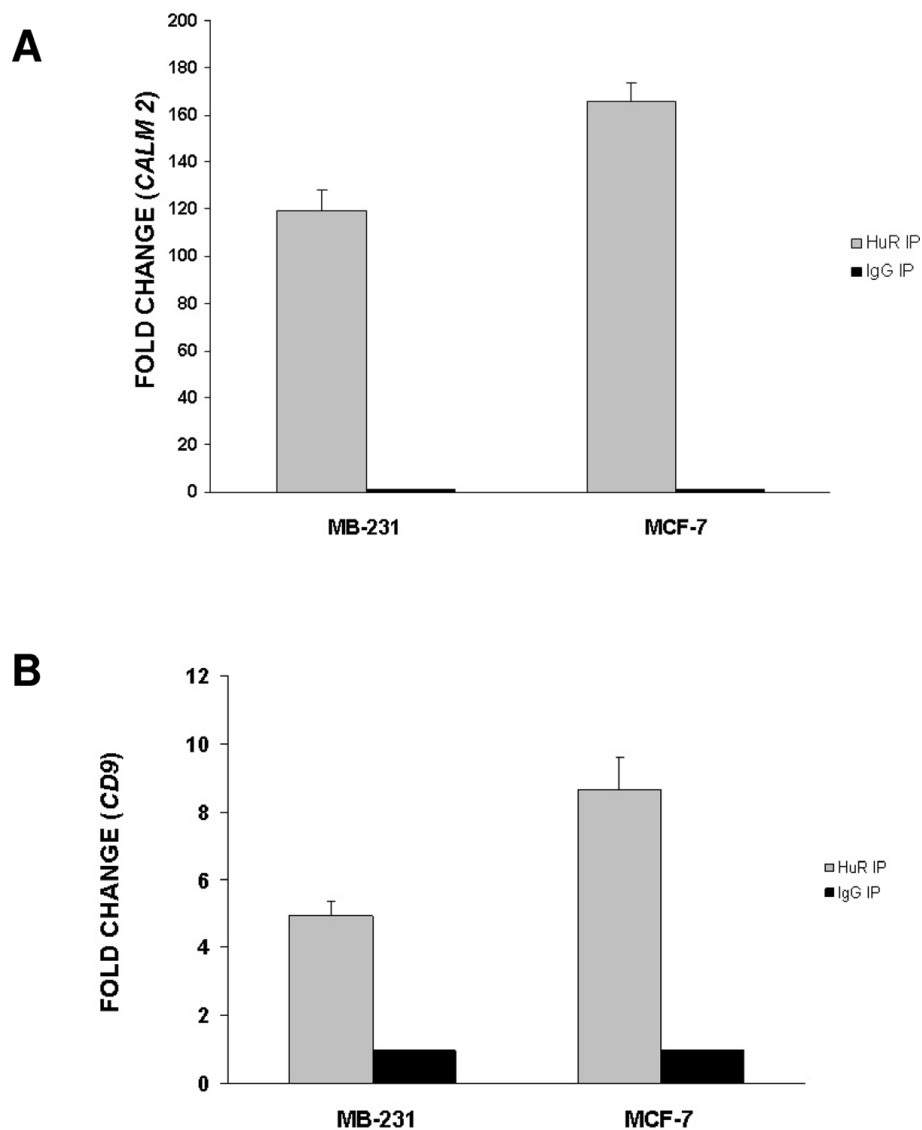 A
FOLD CHANGE (CALM 2)
200
180
160
140
120
100
80
60
40
20
0
MB-231
MCF-7
HuR IP
IgG IP
B
FOLD CHANGE (CD9)
12
10
8
6
4
2
0
MB-231
MCF-7
HuR IP
IgG IP